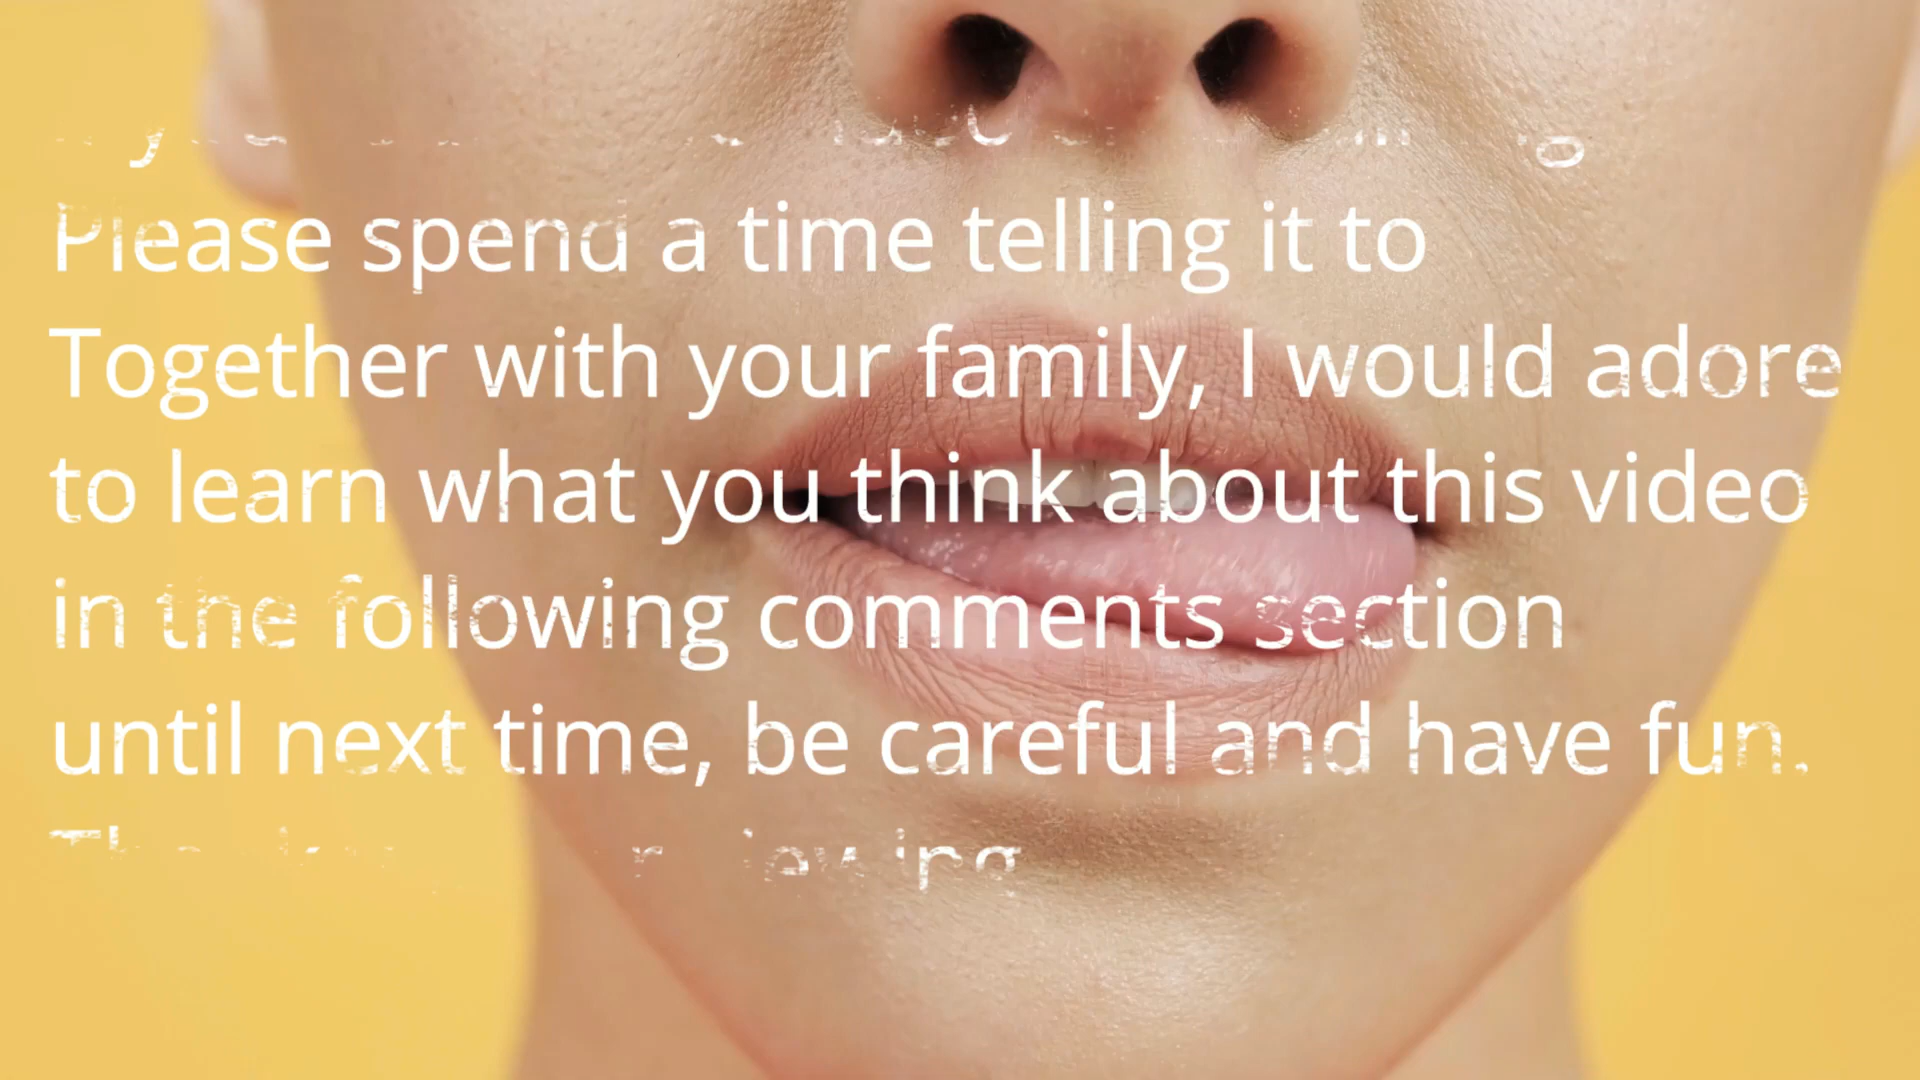 Please spend a time telling it to
Together with your family, I would adore
to learn what you think about this video
in the following comments section
until next time, be careful and have fun.